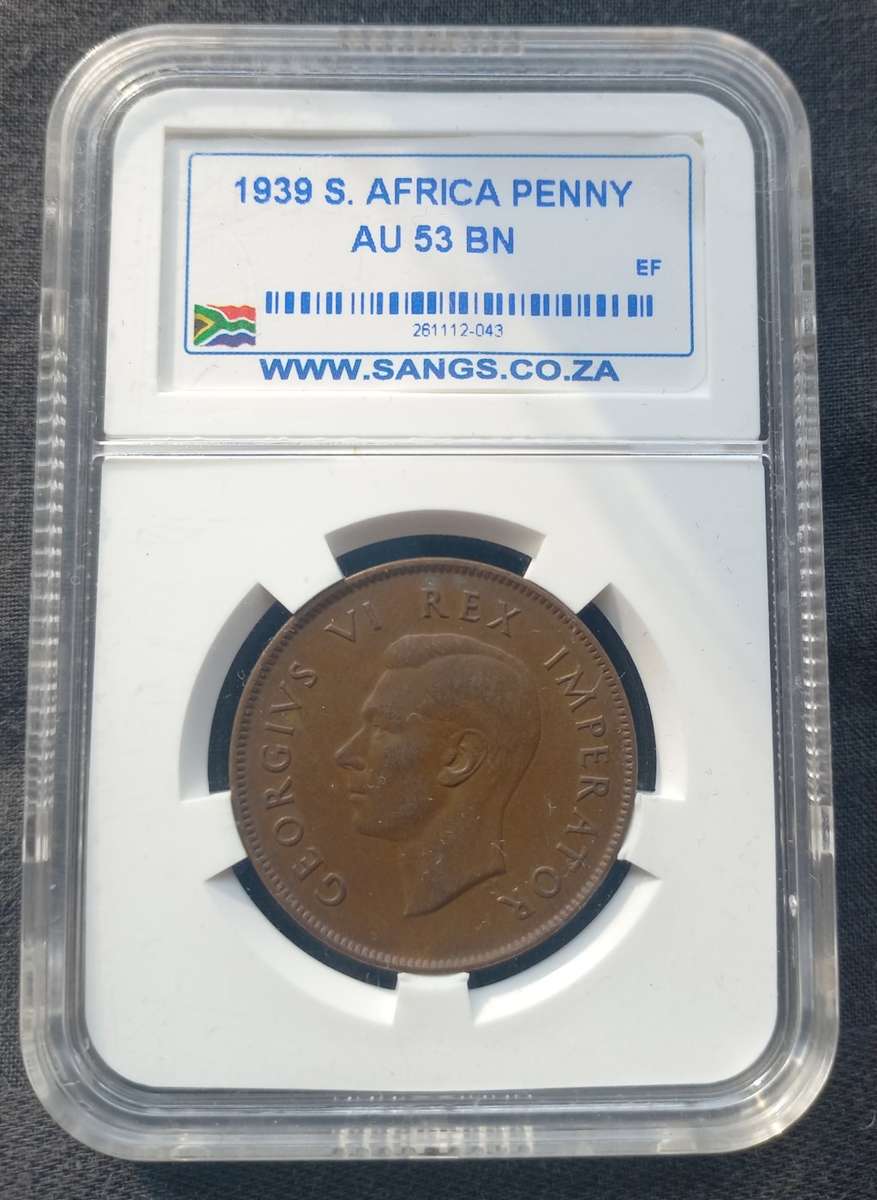 1939 S. AFRICA PENNY
AU 53 BN
EF
261112-043
WWW.SANGS.CO.ZA
GEORGIVS VI REX IMPERATOR